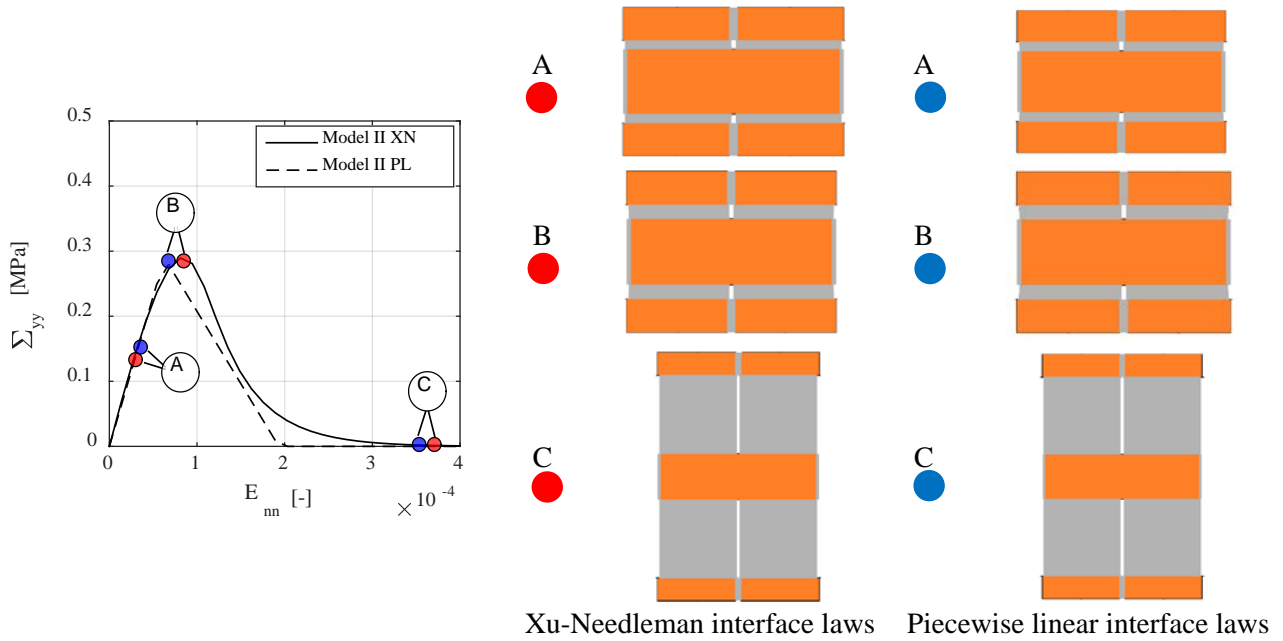 0.5
0.4
0.3
0.2
0.1
0
Σyy [MPa]
Model II XN
Model II PL
B
A
C
0 1 2 3 4
Enn [-]
× 10-4
A
B
C
Xu-Needleman interface laws
A
B
C
Piecewise linear interface laws